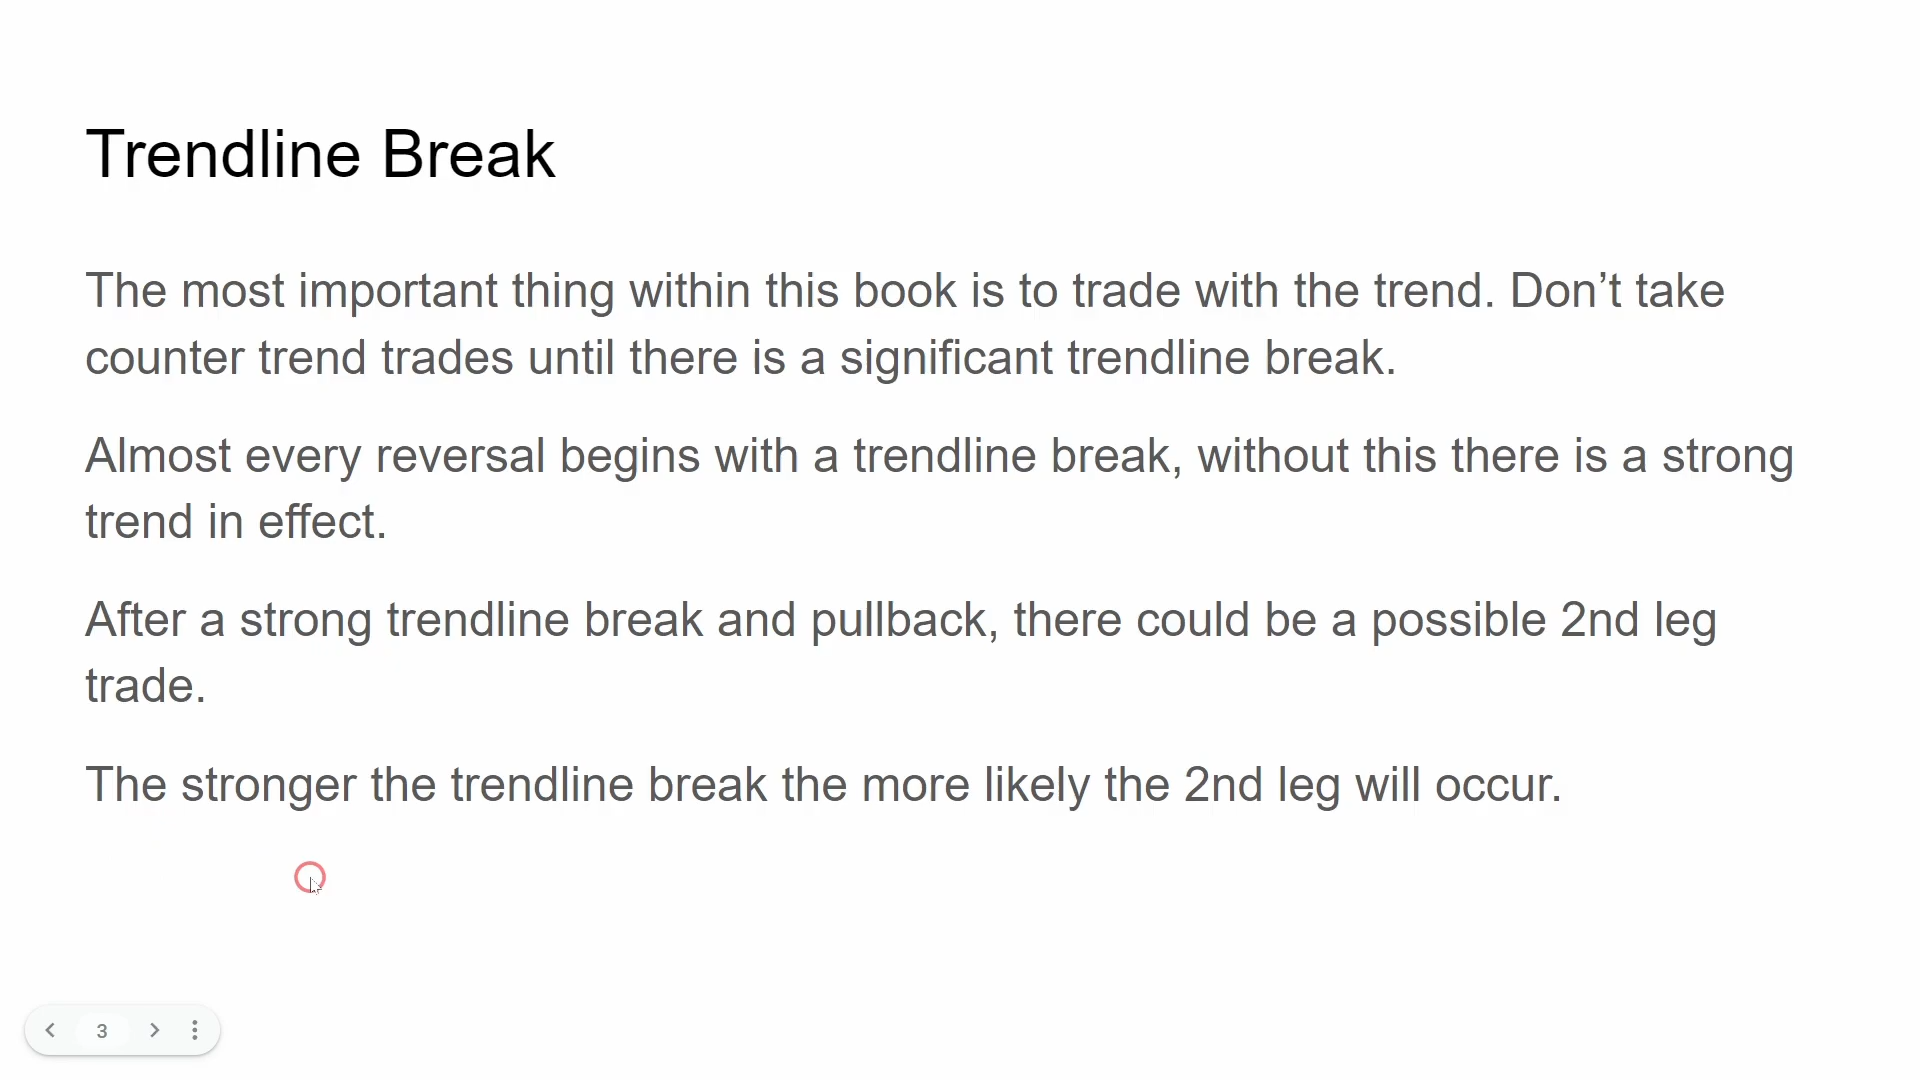 Trendline Break
The most important thing within this book is to trade with the trend. Don’t take
counter trend trades until there is a significant trendline break.
Almost every reversal begins with a trendline break, without this there is a strong
trend in effect.
After a strong trendline break and pullback, there could be a possible 2nd leg
trade.
The stronger the trendline break the more likely the 2nd leg will occur.
3